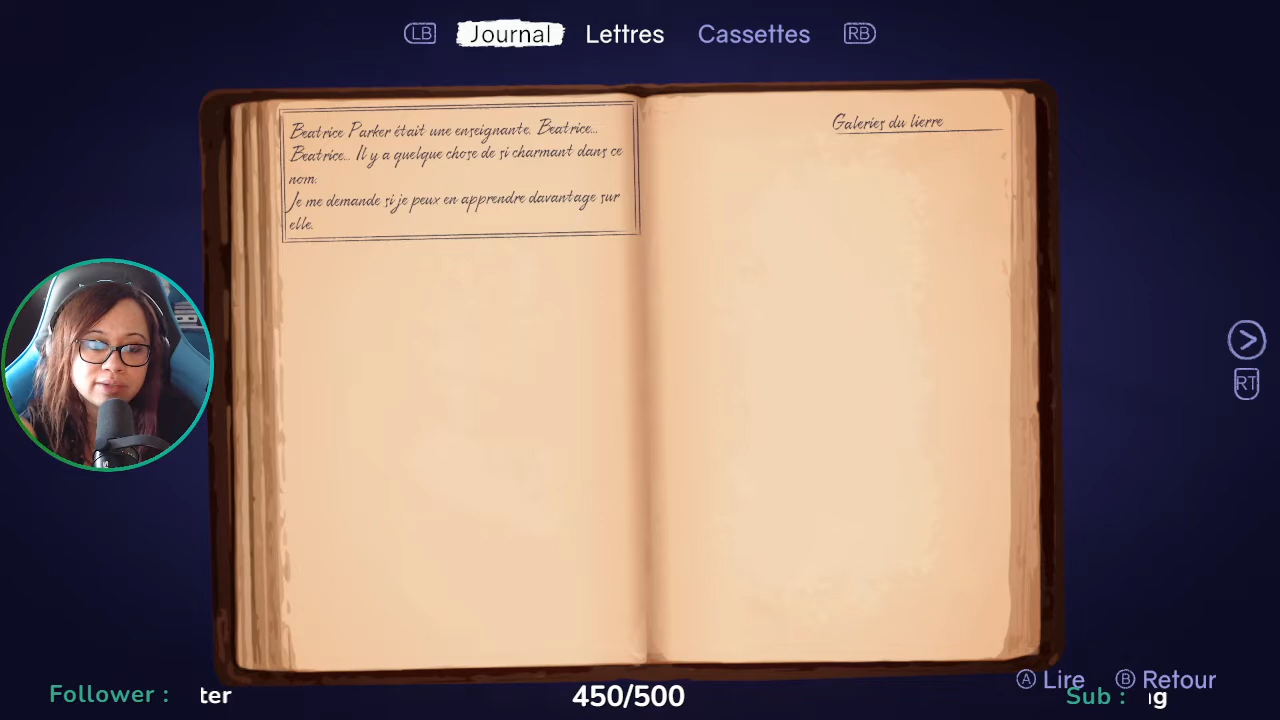 LB Journal Lettres Cassettes RB
Beatrice Parker était une enseignante. Beatrice...
Beatrice... Il y a quelque chose de si charmant dans ce
nom.
Je me demande si je peux en apprendre davantage sur
elle.
Galeries du lierre
>
RT
A Lire B Retour
Follower : ter
450/500
Sub : g